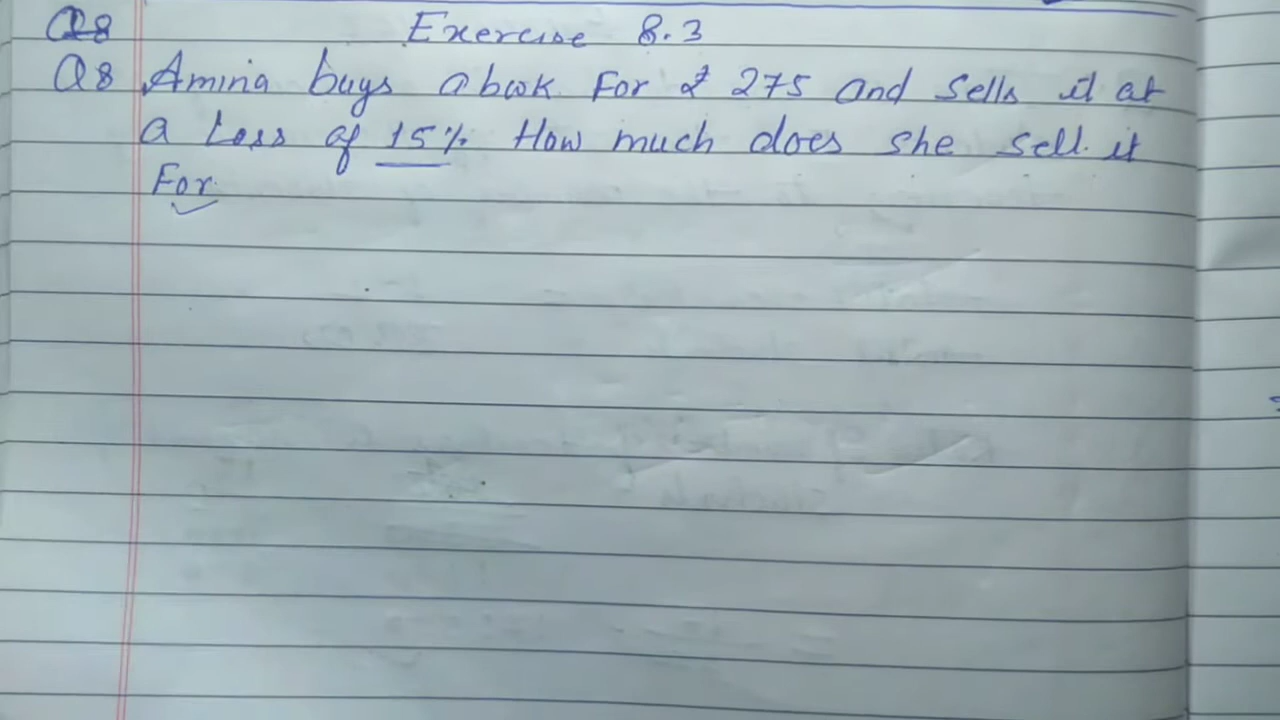 Q8 Exercise 8.3
Q8 Amina buys a book For ₹ 275 and sells it at
a Loss of 15% How much does she sell it
For